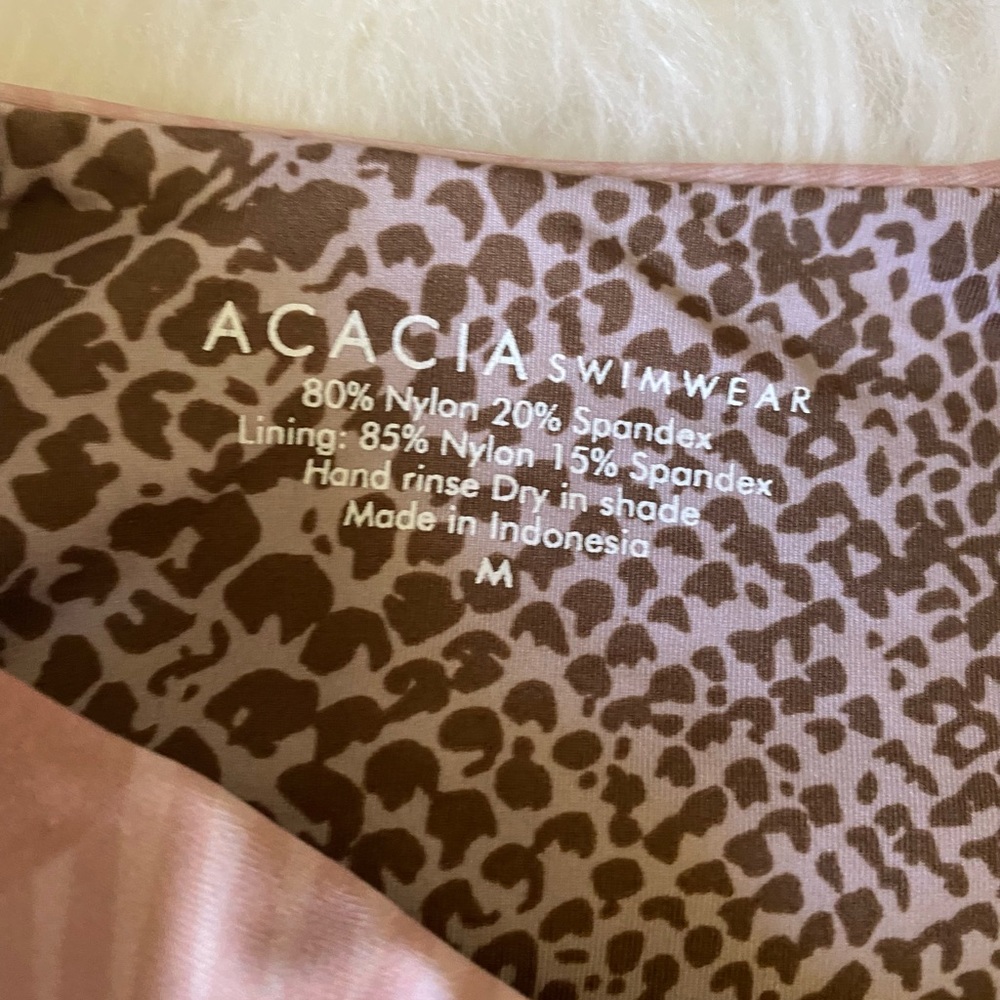 ACACIA SWIMWEAR
80% Nylon 20% Spandex
Lining: 85% Nylon 15% Spandex
Hand rinse Dry in shade
Made in Indonesia
M